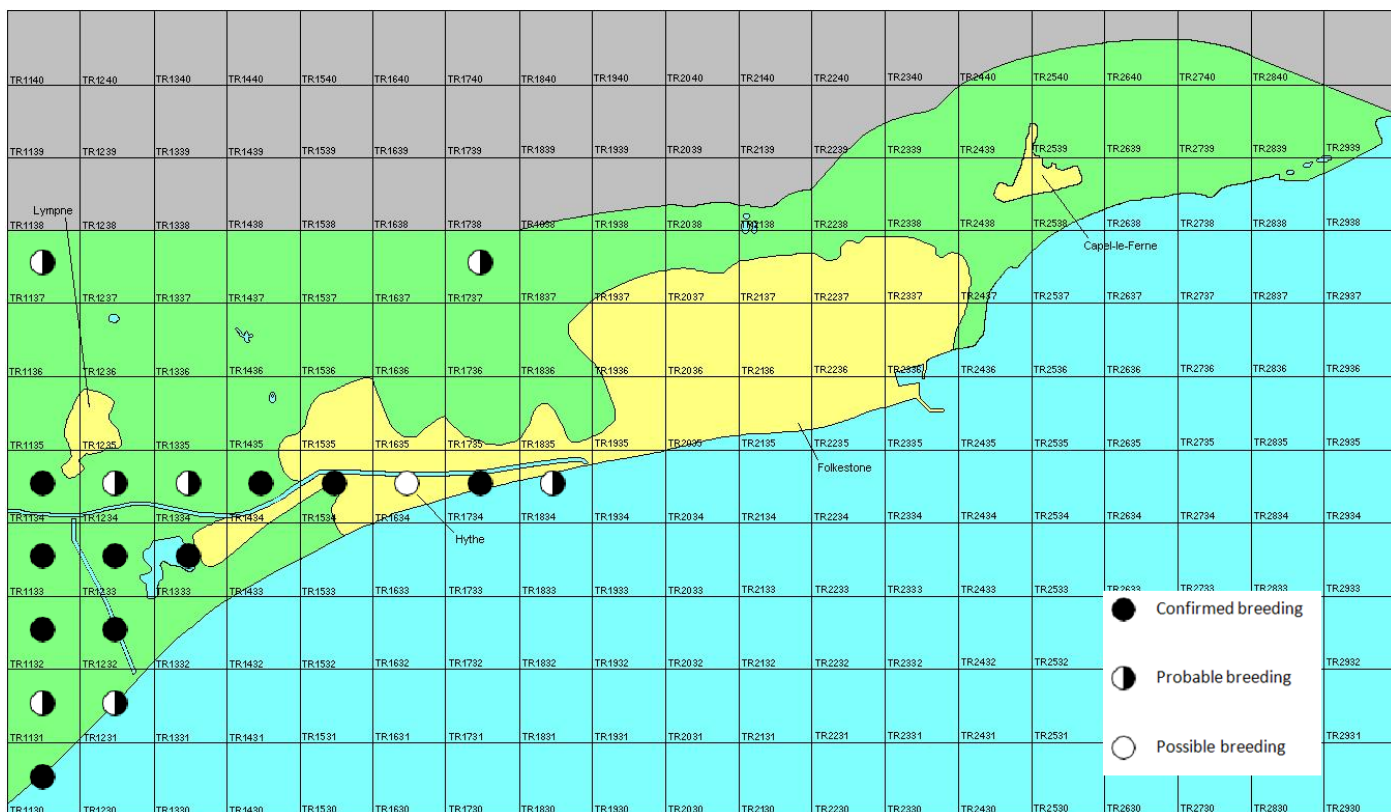 TR1140 TR1240 TR1340 TR1440 TR1540 TR1640 TR1740 TR1840 TR1940 TR2040 TR2140 TR2240 TR2340 TR2440 TR2540 TR2640 TR2740 TR2840
TR1139 TR1239 TR1339 TR1439 TR1539 TR1639 TR1739 TR1839 TR1939 TR2039 TR2139 TR2239 TR2339 TR2439 TR2539 TR2639 TR2739 TR2839 TR2939
Lympne
TR1138 TR1238 TR1338 TR1438 TR1538 TR1638 TR1738 TR1838 TR1938 TR2038 TR2138 TR2238 TR2338 TR2438 TR2538 TR2638 TR2738 TR2838 TR2938
Capel-le-Ferne
TR1137 TR1237 TR1337 TR1437 TR1537 TR1637 TR1737 TR1837 TR1937 TR2037 TR2137 TR2237 TR2337 TR2437 TR2537 TR2637 TR2737 TR2837 TR2937
TR1136 TR1236 TR1336 TR1436 TR1536 TR1636 TR1736 TR1836 TR1936 TR2036 TR2136 TR2236 TR2336 TR2436 TR2536 TR2636 TR2736 TR2836 TR2936
TR1135 TR1235 TR1335 TR1435 TR1535 TR1635 TR1735 TR1835 TR1935 TR2035 TR2135 TR2235 TR2335 TR2435 TR2535 TR2635 TR2735 TR2835 TR2935
Folkestone
TR1134 TR1234 TR1334 TR1434 TR1534 TR1634 TR1734 TR1834 TR1934 TR2034 TR2134 TR2234 TR2334 TR2434 TR2534 TR2634 TR2734 TR2834 TR2934
Hythe
TR1133 TR1233 TR1333 TR1433 TR1533 TR1633 TR1733 TR1833 TR1933 TR2033 TR2133 TR2233 TR2333 TR2433 TR2533 TR2633 TR2733 TR2833 TR2933
Confirmed breeding
TR1132 TR1232 TR1332 TR1432 TR1532 TR1632 TR1732 TR1832 TR1932 TR2032 TR2132 TR2232 TR2332 TR2432 TR2532 TR2932
Probable breeding
TR1131 TR1231 TR1331 TR1431 TR1531 TR1631 TR1731 TR1831 TR1931 TR2031 TR2131 TR2231 TR2331 TR2431 TR2531 TR2931
Possible breeding
TR1130 TR1230 TR1330 TR1430 TR1530 TR1630 TR1730 TR1830 TR1930 TR2030 TR2130 TR2230 TR2330 TR2430 TR2530 TR2630 TR2730 TR2830 TR2930